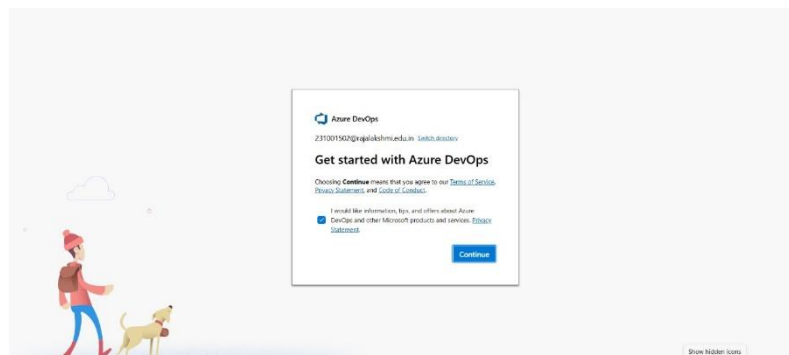 Azure DevOps
231001502@rajalakshmi.edu.in Switch directory
Get started with Azure DevOps
Choosing Continue means that you agree to our Terms of Service,
Privacy Statement, and Code of Conduct.
I would like information, tips, and offers about Azure
DevOps and other Microsoft products and services. Privacy
Statement.
Continue
Show hidden icons